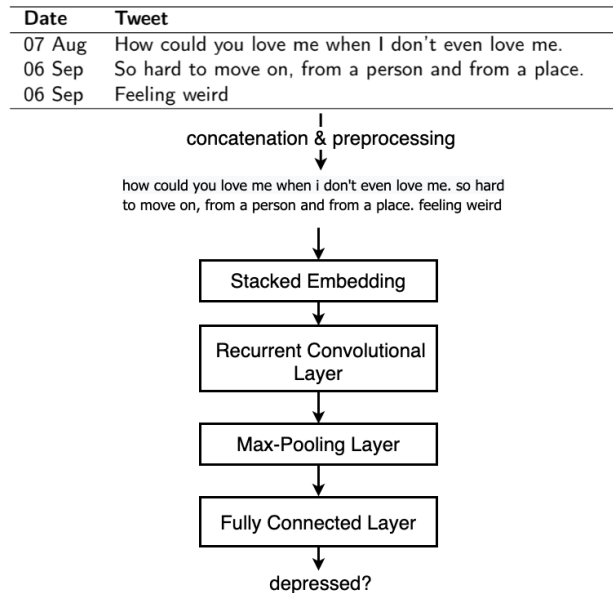 Date Tweet
07 Aug How could you love me when I don't even love me.
06 Sep So hard to move on, from a person and from a place.
06 Sep Feeling weird
concatenation & preprocessing
how could you love me when i don't even love me. so hard
to move on, from a person and from a place. feeling weird
Stacked Embedding
Recurrent Convolutional
Layer
Max-Pooling Layer
Fully Connected Layer
depressed?